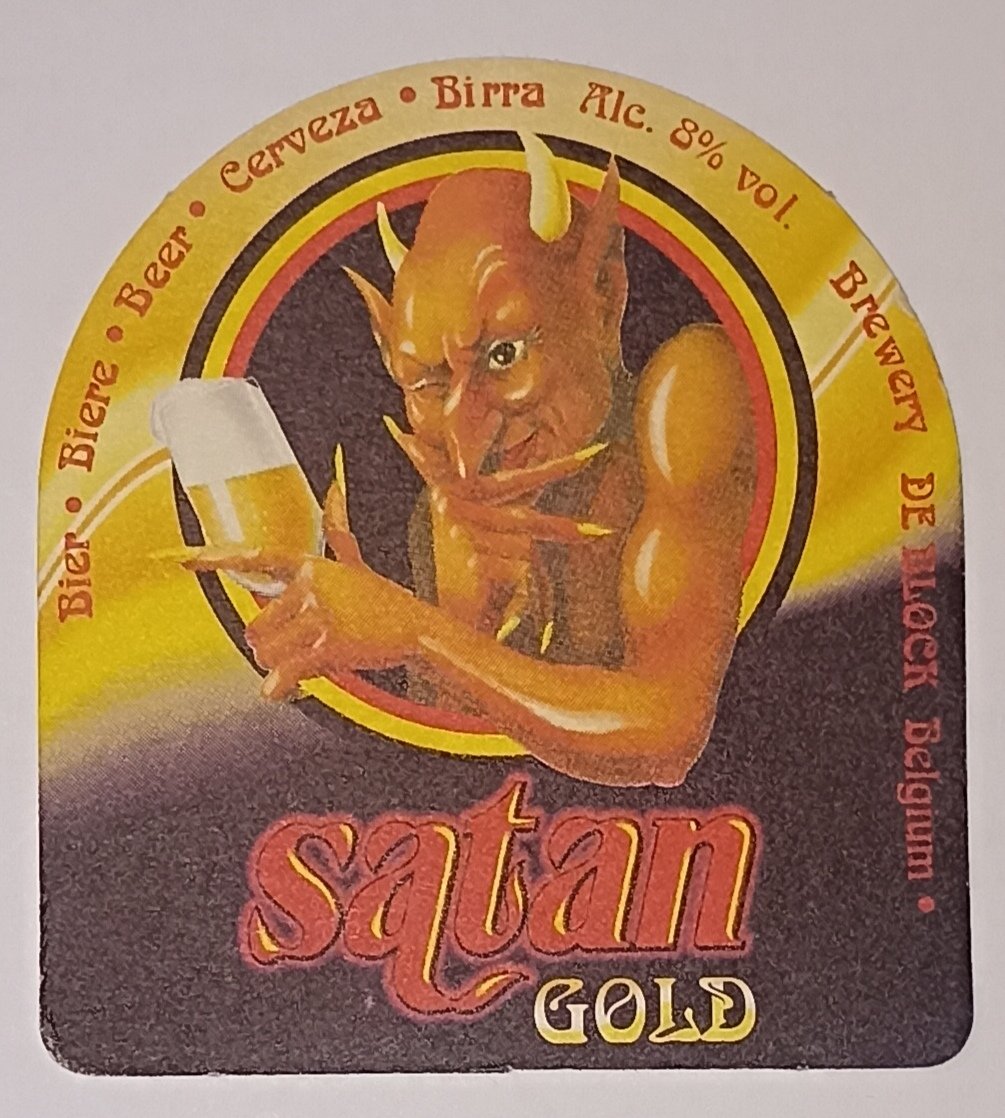 Bier • Biere • Beer • Cerveza • Birra Alc. 8% vol.
Brewery DE BLOCK Belgium •
satan
GOLD